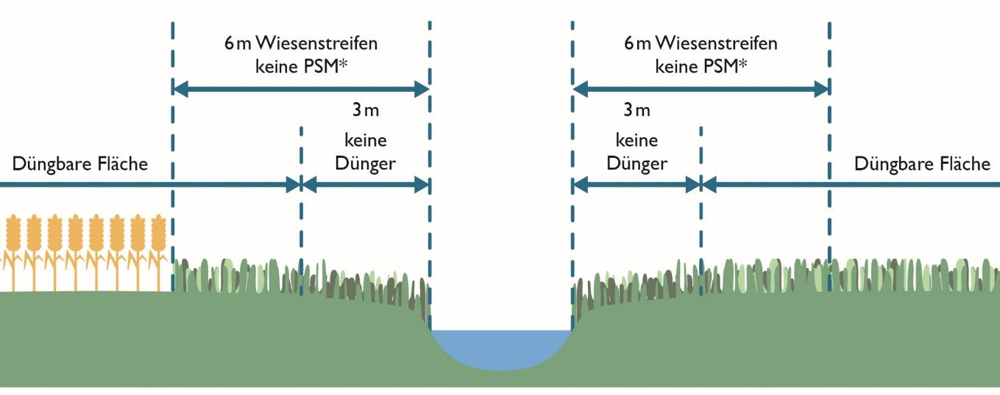 6 m Wiesenstreifen
keine PSM*
3 m
keine
Dünger
Düngbare Fläche
6 m Wiesenstreifen
keine PSM*
3 m
keine
Dünger
Düngbare Fläche